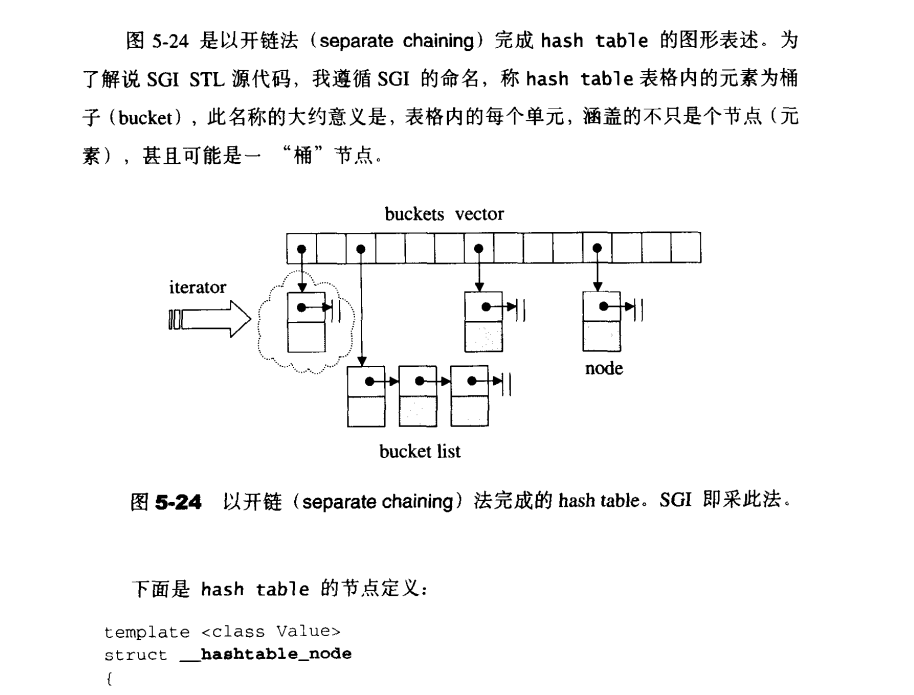 图 5-24 是以开链法（separate chaining）完成 hash table 的图形表述。为
了解说 SGI STL 源代码，我遵循 SGI 的命名，称 hash table 表格内的元素为桶
子（bucket），此名称的大约意义是，表格内的每个单元，涵盖的不只是个节点（元
素），甚且可能是一 “桶”节点。
buckets vector
iterator
node
bucket list
图 5-24 以开链（separate chaining）法完成的 hash table。SGI 即采此法。
下面是 hash table 的节点定义：
template <class Value>
struct __hashtable_node
{